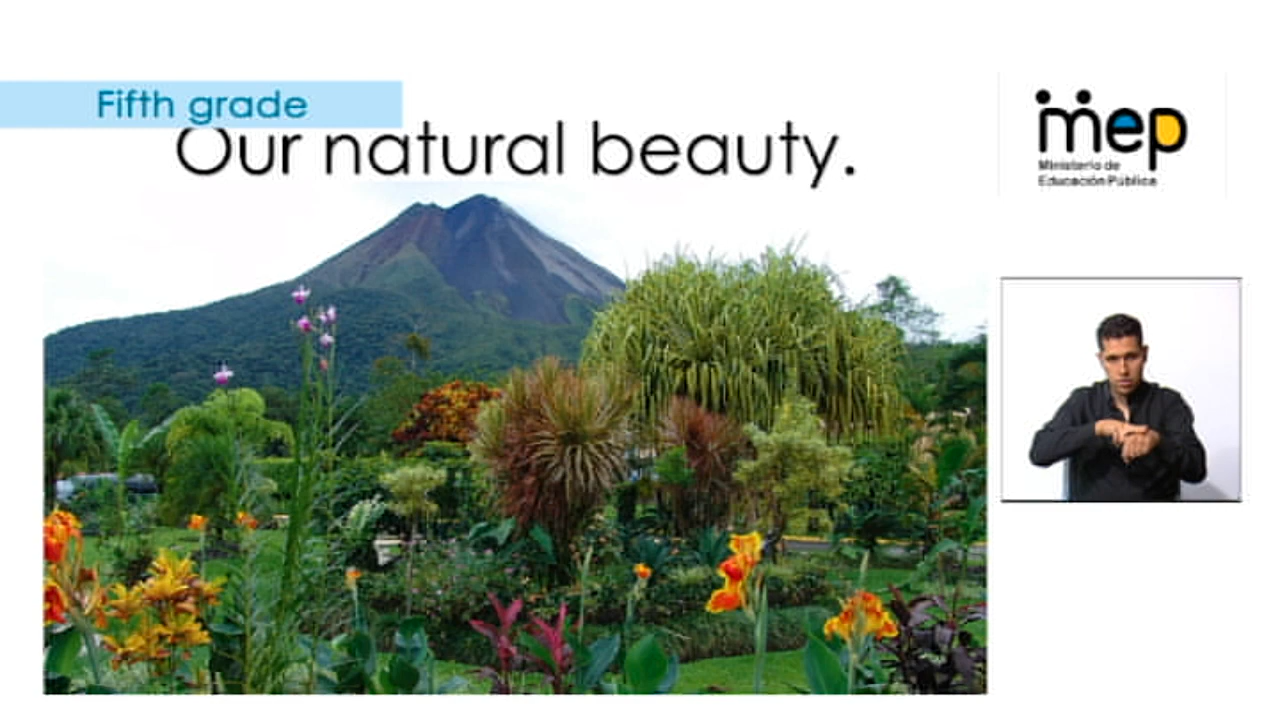 Fifth grade
Our natural beauty.
mep
Ministerio de
Educación Pública